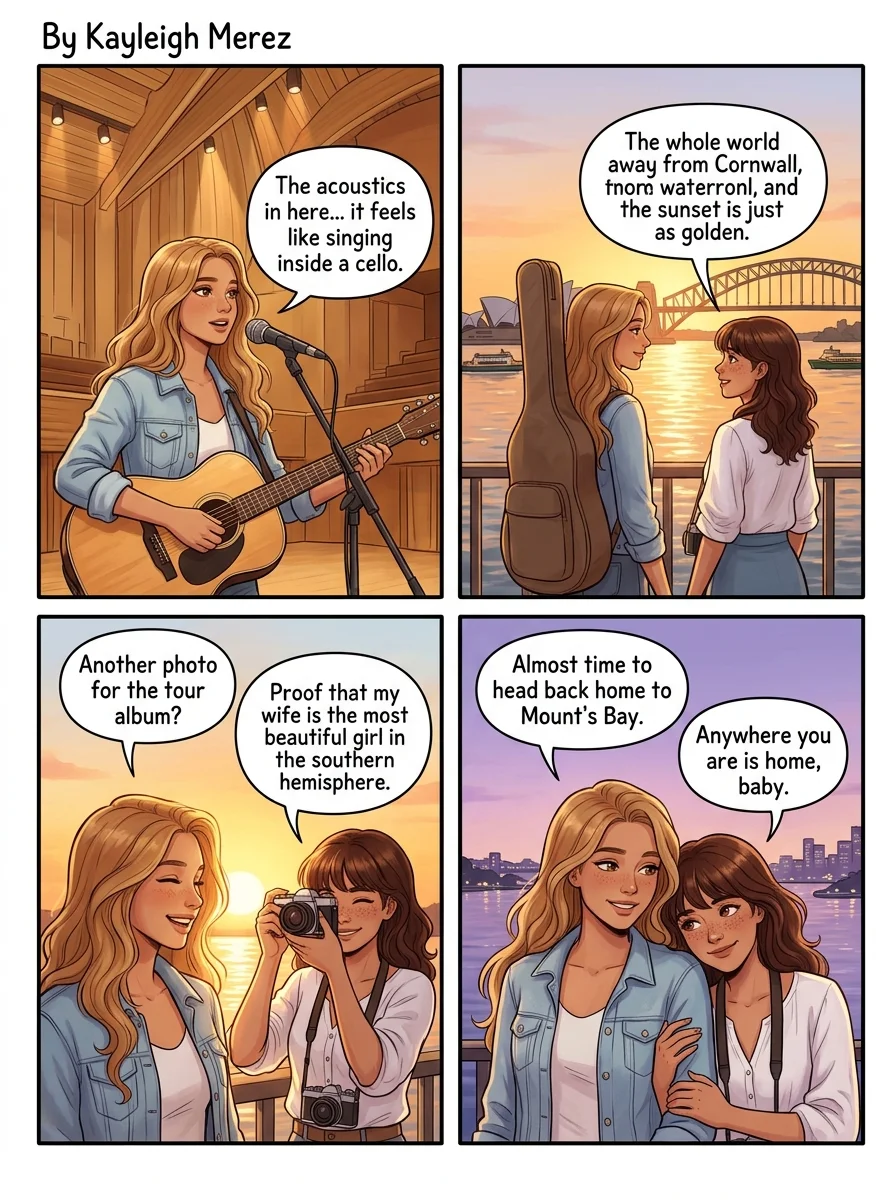 By Kayleigh Merez
The acoustics
in here... it feels
like singing
inside a cello.
The whole world
away from Cornwall,
and
the sunset is just
as golden.
Another photo
for the tour
album?
Proof that my
wife is the most
beautiful girl in
the southern
hemisphere.
Almost time to
head back home to
Mount's Bay.
Anywhere you
are is home,
baby.